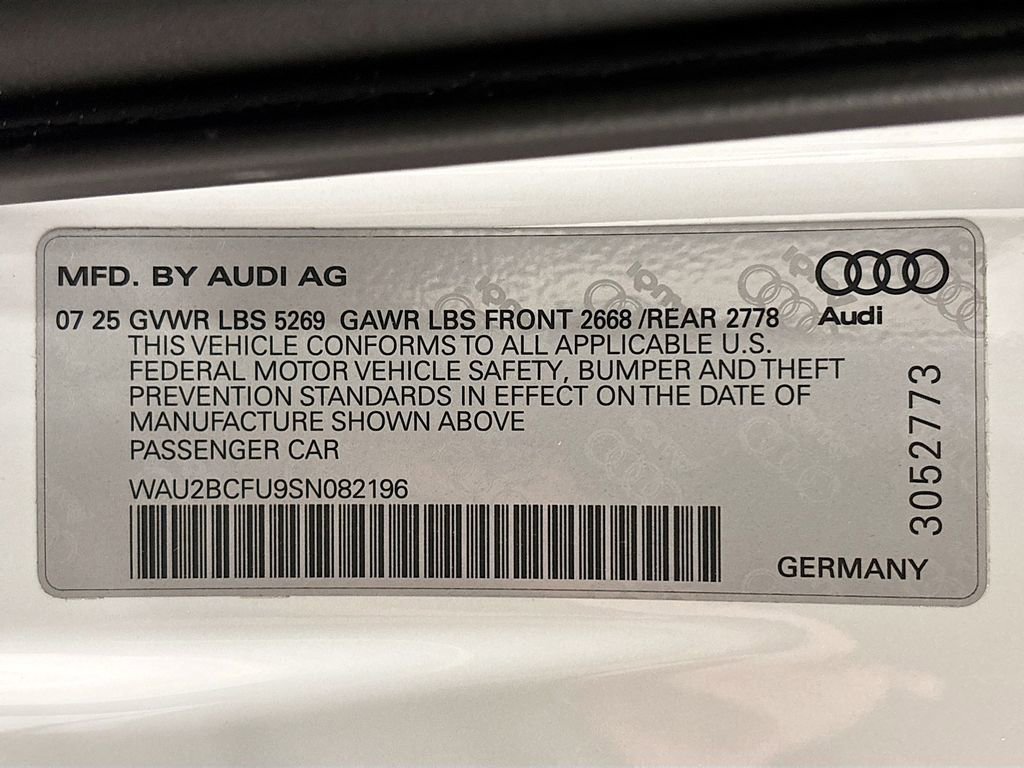 MFD. BY AUDI AG
07 25 GVWR LBS 5269 GAWR LBS FRONT 2668 /REAR 2778
Audi
THIS VEHICLE CONFORMS TO ALL APPLICABLE U.S.
FEDERAL MOTOR VEHICLE SAFETY, BUMPER AND THEFT
PREVENTION STANDARDS IN EFFECT ON THE DATE OF
MANUFACTURE SHOWN ABOVE
PASSENGER CAR
WAU2BCFU9SN082196
3052773
GERMANY